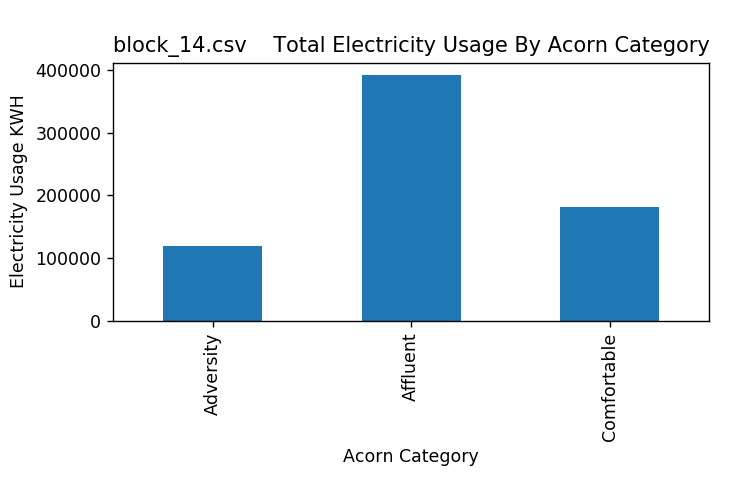 block_14.csv    Total Electricity Usage By Acorn Category
Electricity Usage KWH
400000
300000
200000
100000
0
Adversity
Affluent
Comfortable
Acorn Category